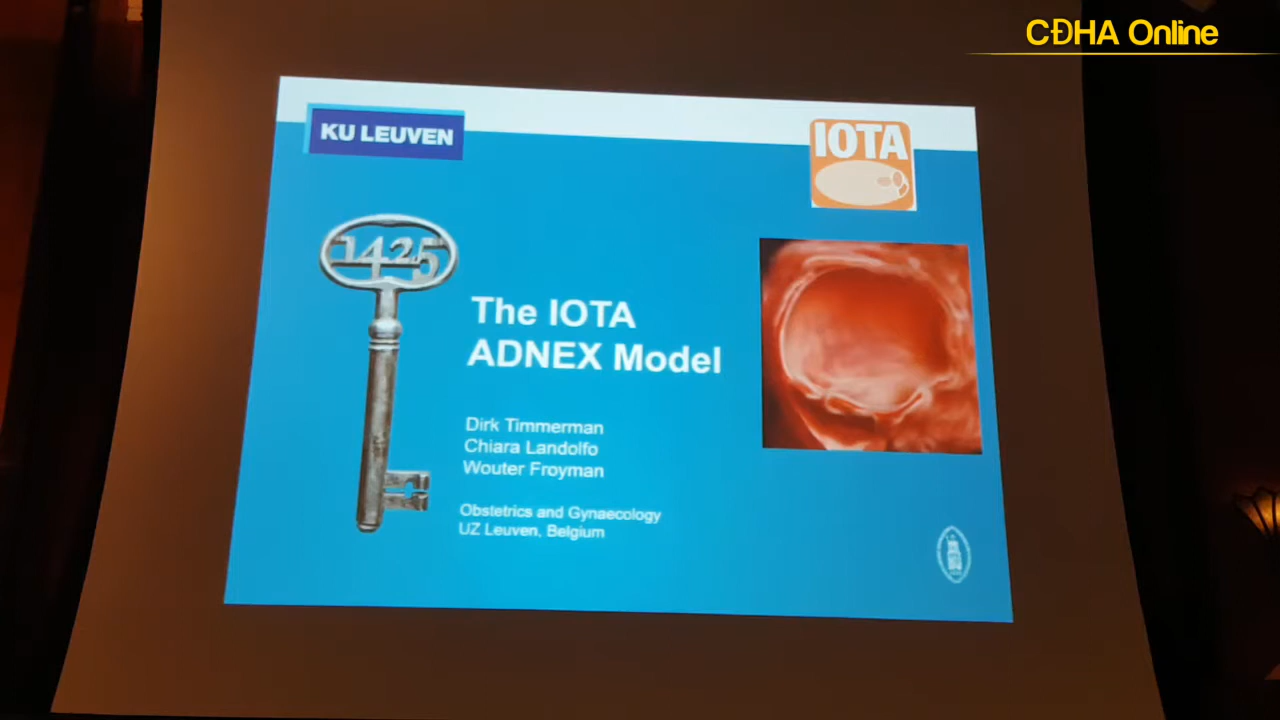 CĐHA Online
KU LEUVEN
IOTA
1425
The IOTA
ADNEX Model
Dirk Timmerman
Chiara Landolfo
Wouter Froyman
Obstetrics and Gynaecology
UZ Leuven, Belgium